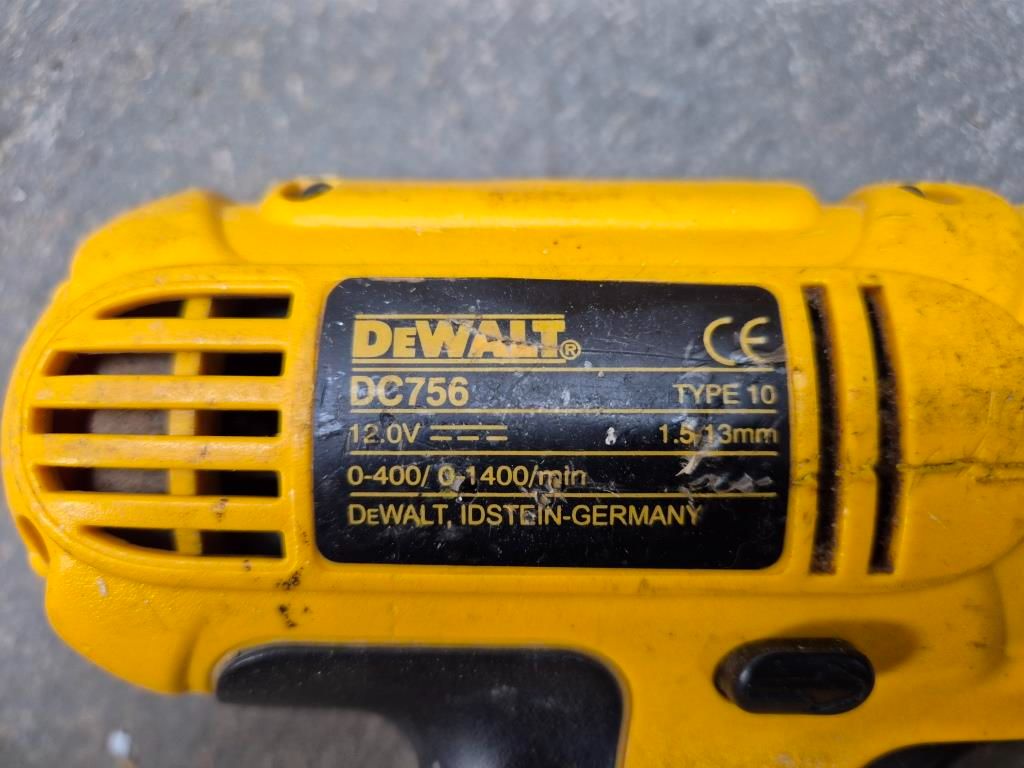 DEWALT®
CE
DC756
TYPE 10
12.0V
1.5/13mm
0-400/ 0-1400/min
DEWALT, IDSTEIN-GERMANY